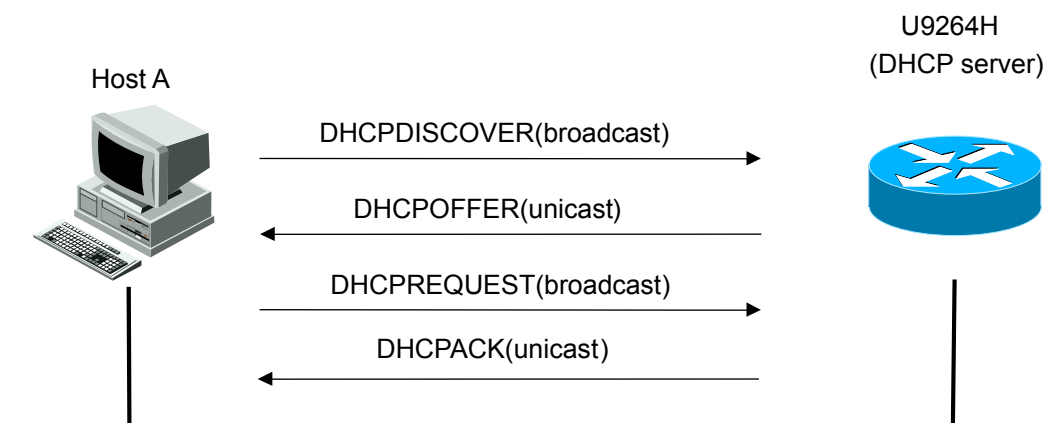 U9264H
(DHCP server)
Host A
DHCPDISCOVER(broadcast)
DHCPOFFER(unicast)
DHCPREQUEST(broadcast)
DHCPACK(unicast)